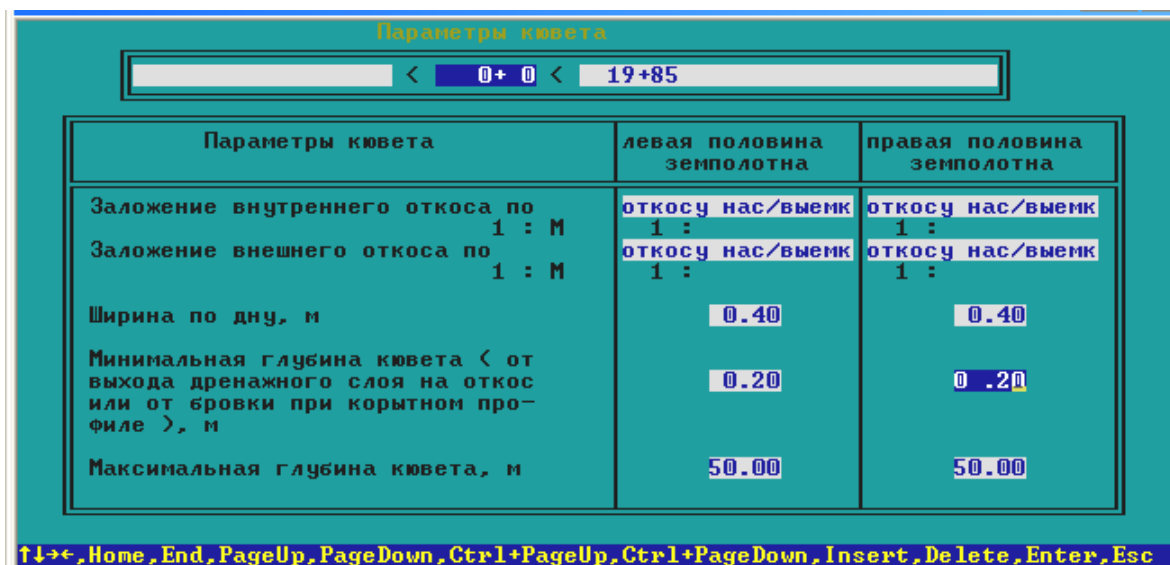 Параметры кювета
< 0+ 0 < 19+85
Параметры кювета левая половина правая половина
земполотна земполотна
Заложение внутреннего откоса по откосу нас/выемк откосу нас/выемк
1 : М 1 : 1 :
Заложение внешнего откоса по откосу нас/выемк откосу нас/выемк
1 : М 1 : 1 :
Ширина по дну, м 0.40 0.40
Минимальная глубина кювета ( от
выхода дренажного слоя на откос 0.20 0 .20
или от бровки при корытном про-
филе ), м
Максимальная глубина кювета, м 50.00 50.00
↑↓→←,Home,End,PageUp,PageDown,Ctrl+PageUp,Ctrl+PageDown,Insert,Delete,Enter,Esc